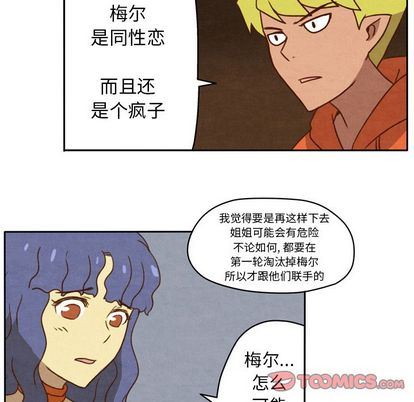 梅尔
是同性恋
而且还
是个疯子
我觉得要是再这样下去
姐姐可能会有危险
不论如何，都要在
第一轮淘汰掉梅尔
所以才跟他们联手的
梅尔...
怎么
可能
TOOMICS.COM